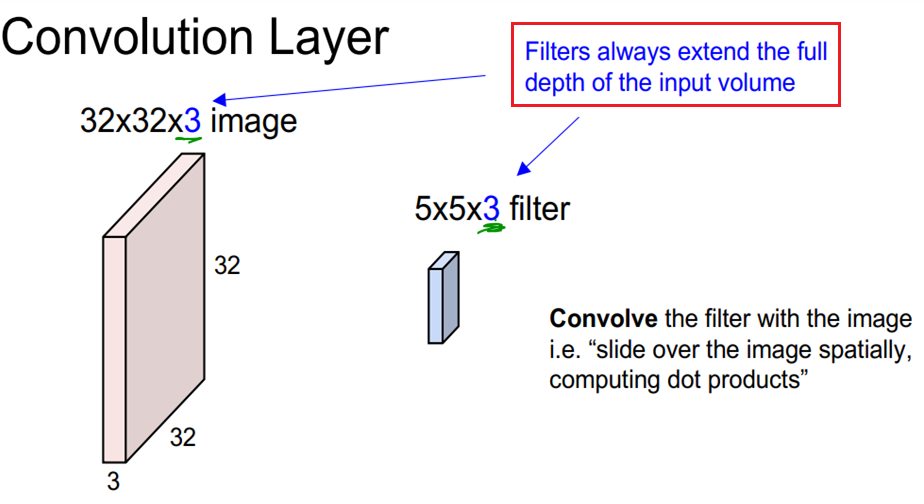 Convolution Layer
Filters always extend the full
depth of the input volume
32x32x3 image
5x5x3 filter
32
Convolve the filter with the image
i.e. “slide over the image spatially,
computing dot products”
32
3